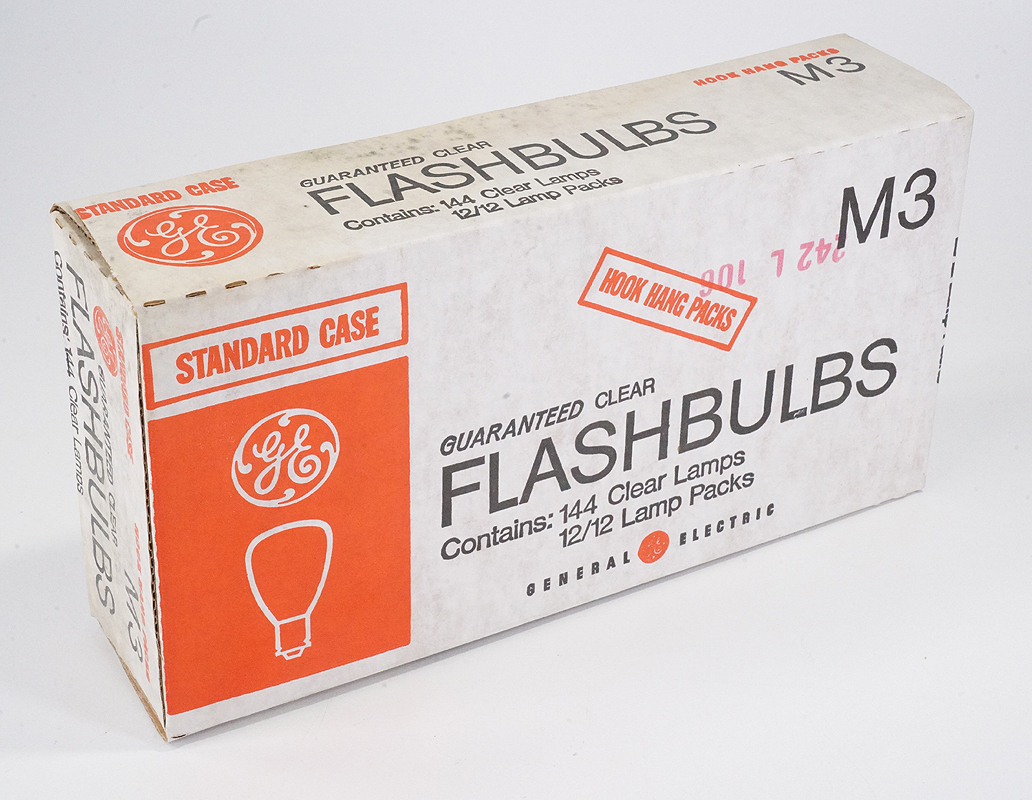 HOOK HANG PACKS
M3
GUARANTEED CLEAR
FLASHBULBS
Contains: 144 Clear Lamps
12/12 Lamp Packs
STANDARD CASE
GE
M3
HOOK HANG PACKS
STANDARD CASE
GE
GUARANTEED CLEAR
FLASHBULBS
Contains: 144 Clear Lamps
12/12 Lamp Packs
GENERAL GE ELECTRIC
STANDARD CASE
GE
GUARANTEED CLEAR
FLASHBULBS
Contains: 144 Clear Lamps
M3